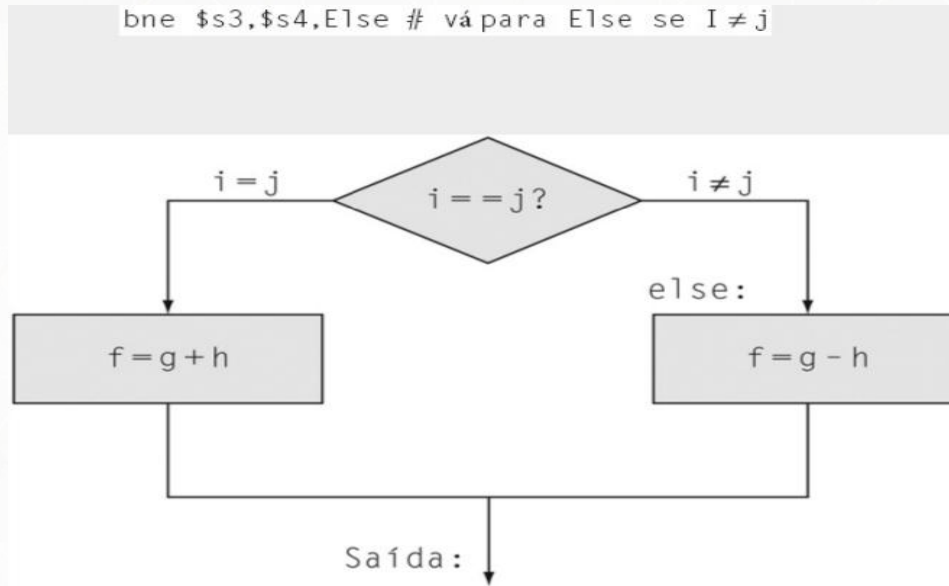 bne $s3,$s4,Else # vá para Else se I ≠ j
i = j
i = = j?
i ≠ j
else:
f = g + h
f = g - h
Saída: